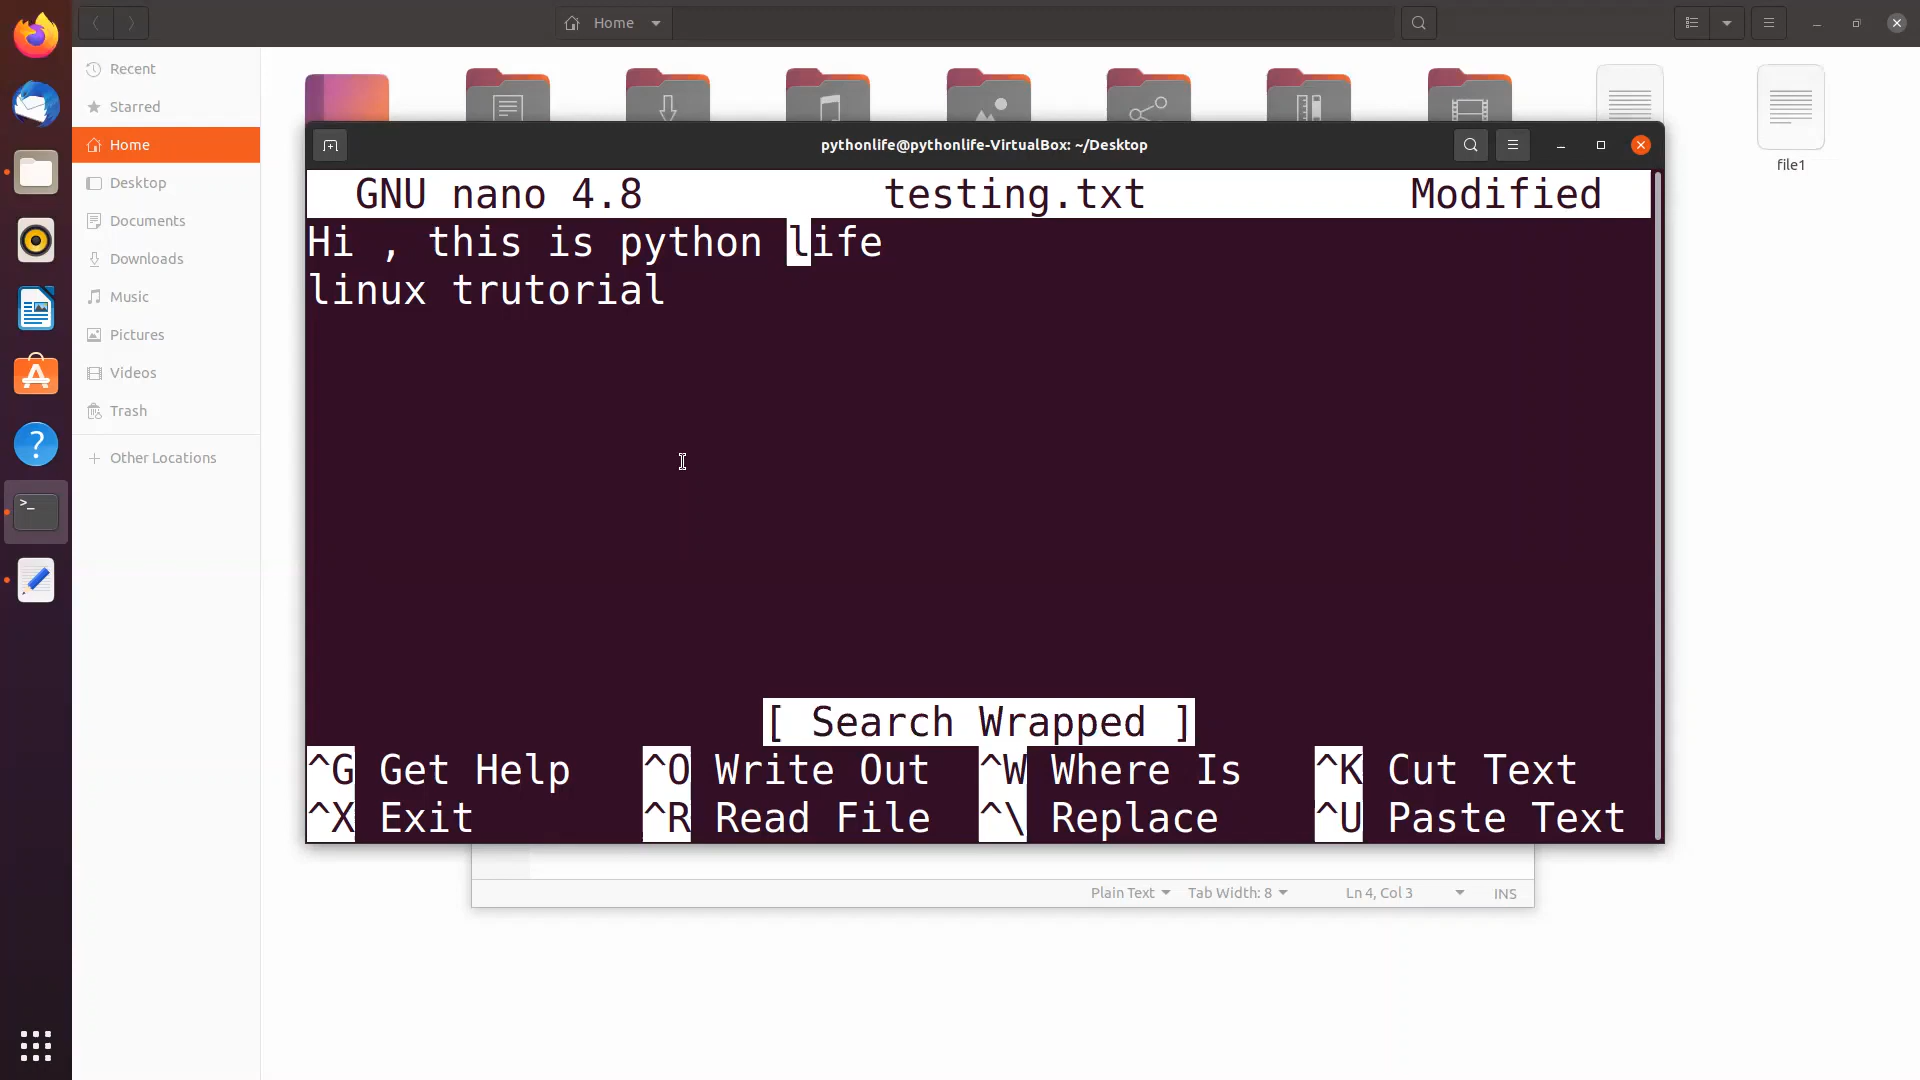 Home
Recent
Starred
Home
Desktop
Documents
Downloads
Music
Pictures
Videos
Trash
Other Locations
file1
pythonlife@pythonlife-VirtualBox: ~/Desktop
GNU nano 4.8 testing.txt Modified
Hi , this is python life
linux trutorial
[ Search Wrapped ]
^G Get Help ^O Write Out ^W Where Is ^K Cut Text
^X Exit ^R Read File ^\ Replace ^U Paste Text
Plain Text Tab Width: 8 Ln 4, Col 3 INS